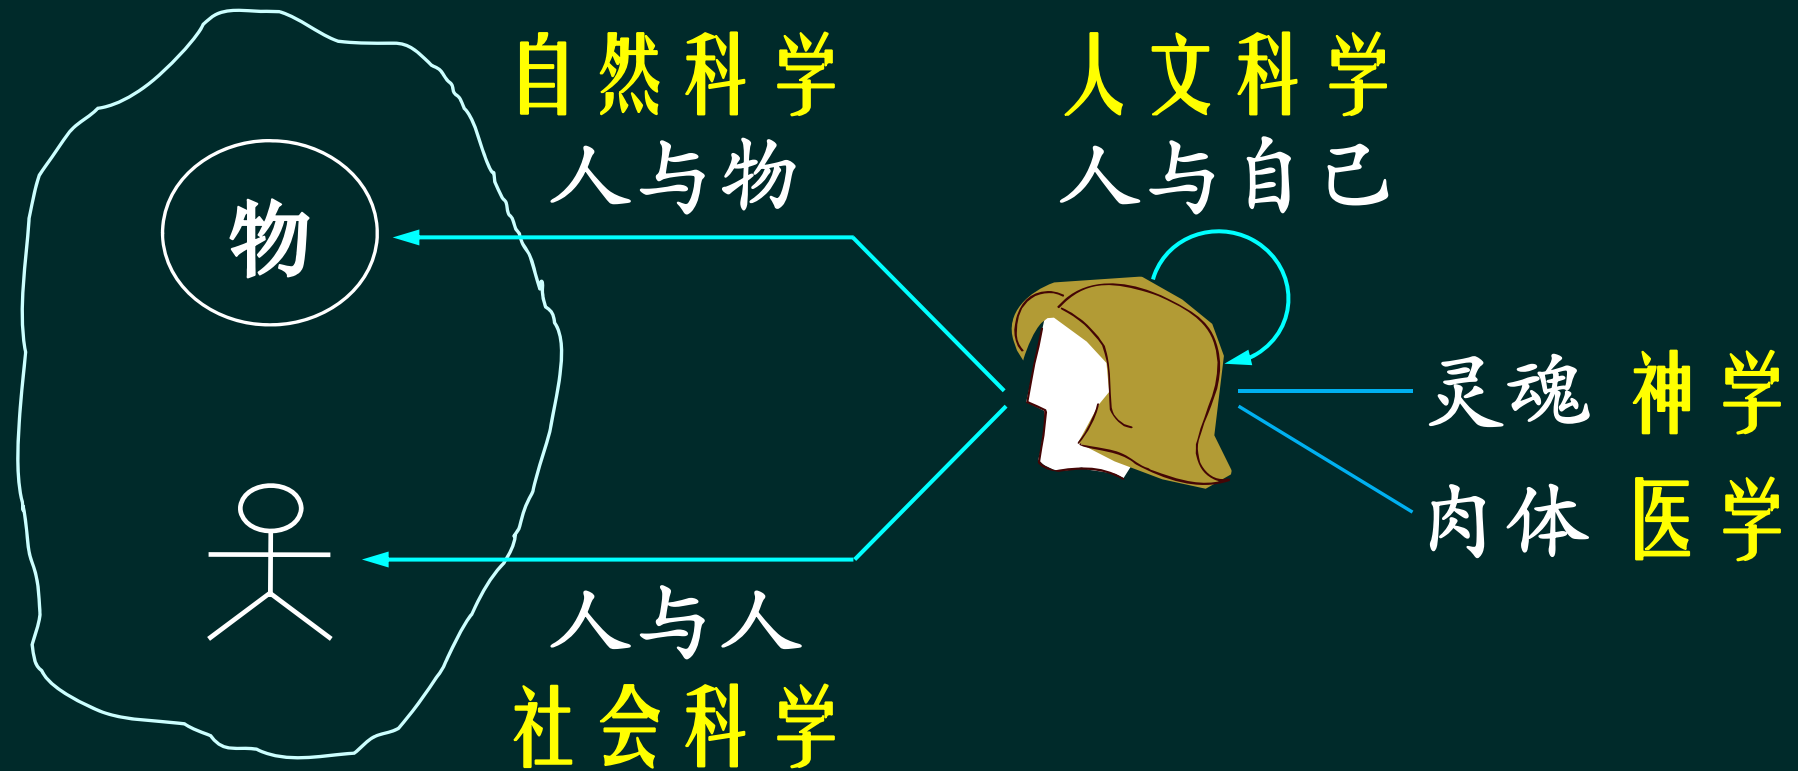 自然科学
人与物
人文科学
人与自己
物
灵魂 神学
肉体 医学
人与人
社会科学